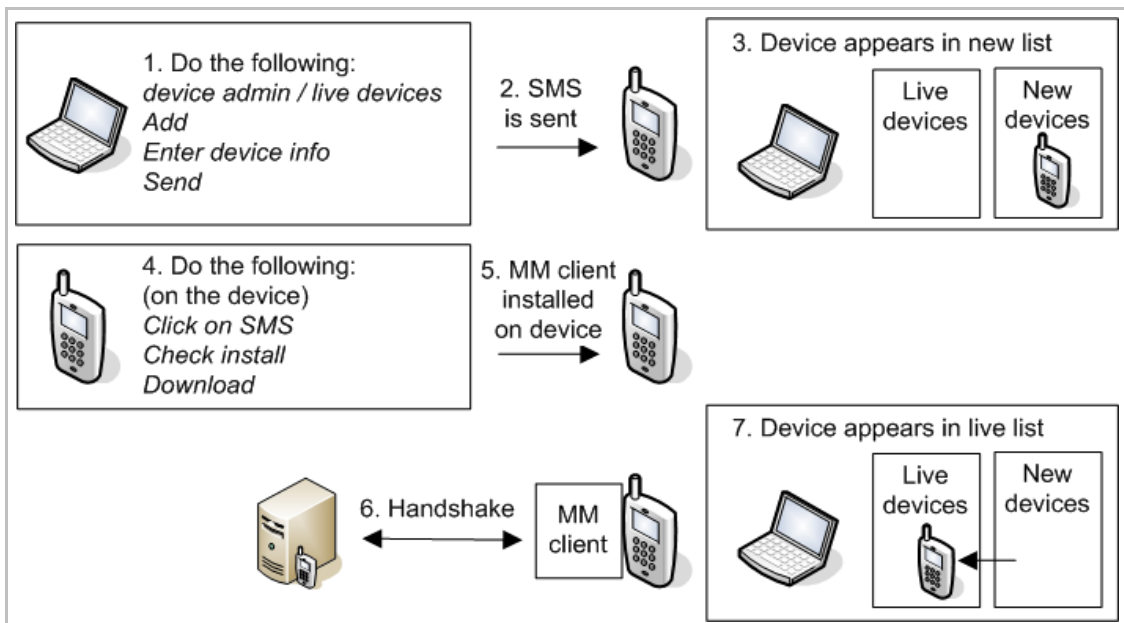 1. Do the following:
device admin / live devices
Add
Enter device info
Send
2. SMS
is sent
3. Device appears in new list
Live
devices
New
devices
4. Do the following:
(on the device)
Click on SMS
Check install
Download
5. MM client
installed
on device
6. Handshake
MM
client
7. Device appears in live list
Live
devices
New
devices